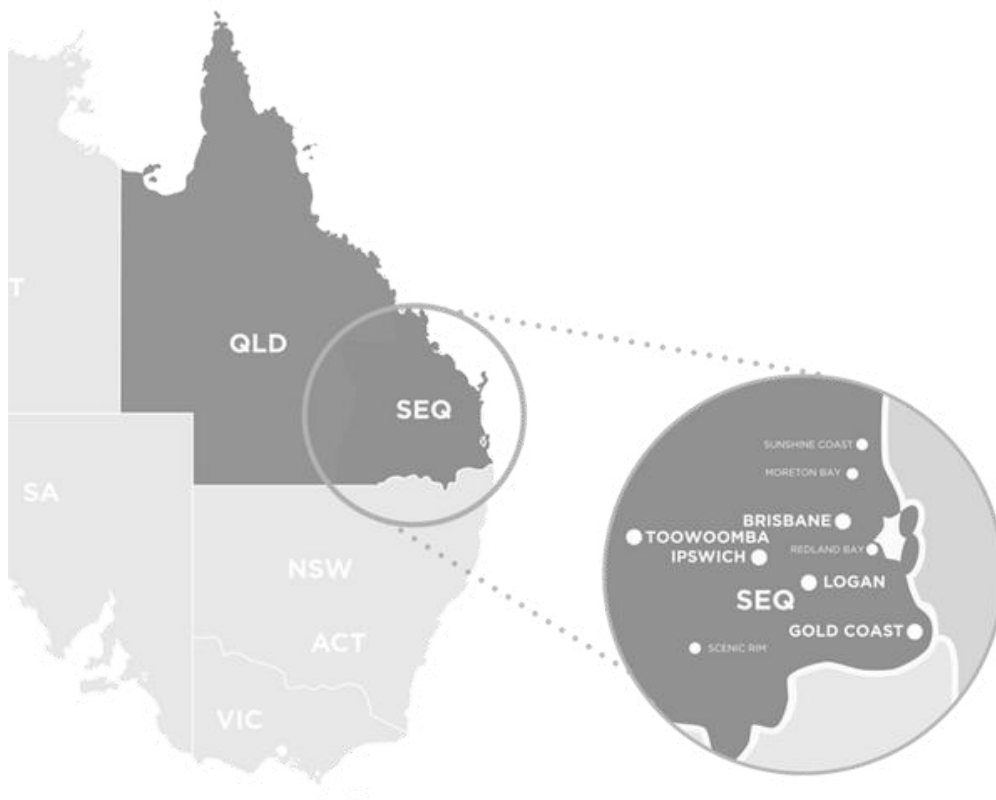 T
QLD
SEQ
SA
NSW
ACT
VIC
SUNSHINE COAST
MORETON BAY
BRISBANE
TOOWOOMBA
IPSWICH
REDLAND BAY
LOGAN
SEQ
GOLD COAST
SCENIC RIM